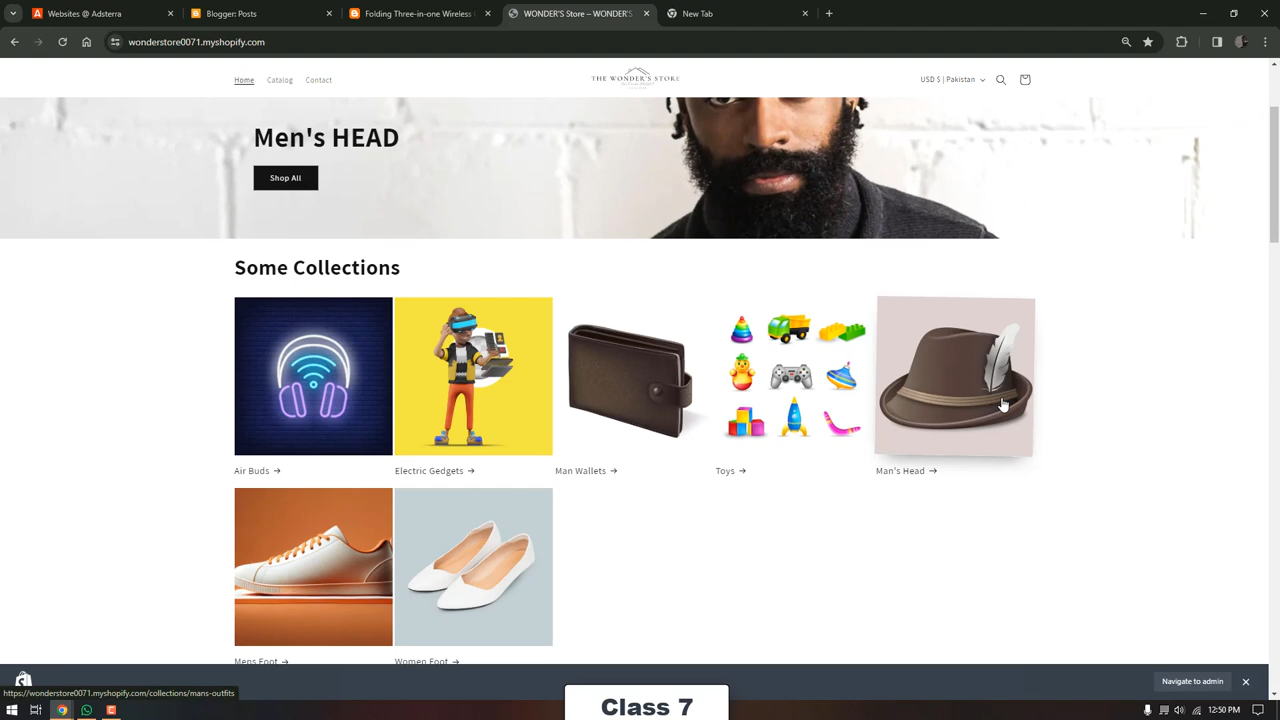 Websites @ Adsterra
Blogger: Posts
Folding Three-in-one Wireless
WONDER'S Store – WONDER'S
New Tab
wonderstore0071.myshopify.com
Home
Catalog
Contact
THE WONDER'S STORE
USD $ | Pakistan
Men's HEAD
Shop All
Some Collections
Air Buds →
Electric Gedgets →
Man Wallets →
Toys →
Man's Head →
Mens Foot →
Women Foot →
Navigate to admin
https://wonderstore0071.myshopify.com/collections/mans-outfits
Class 7
12:50 PM